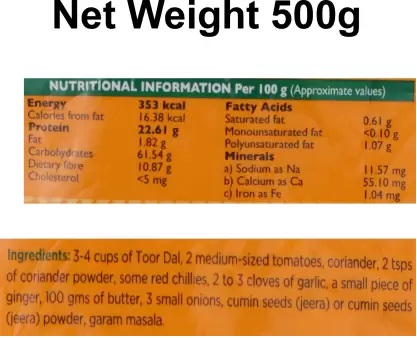 Net Weight 500g
NUTRITIONAL INFORMATION Per 100 g (Approximate values)
Energy 353 kcal
Calories from fat 16.38 kcal
Protein 22.61 g
Fat 1.82 g
Carbohydrates 61.54 g
Dietary fibre 10.87 g
Cholesterol <5 mg
Fatty Acids
Saturated fat 0.61 g
Monounsaturated fat <0.10 g
Polyunsaturated fat 1.07 g
Minerals
a) Sodium as Na 11.57 mg
b) Calcium as Ca 55.10 mg
c) Iron as Fe 1.04 mg
Ingredients: 3-4 cups of Toor Dal, 2 medium-sized tomatoes, coriander, 2 tsps
of coriander powder, some red chillies, 2 to 3 cloves of garlic, a small piece of
ginger, 100 gms of butter, 3 small onions, cumin seeds (jeera) or cumin seeds
(jeera) powder, garam masala.